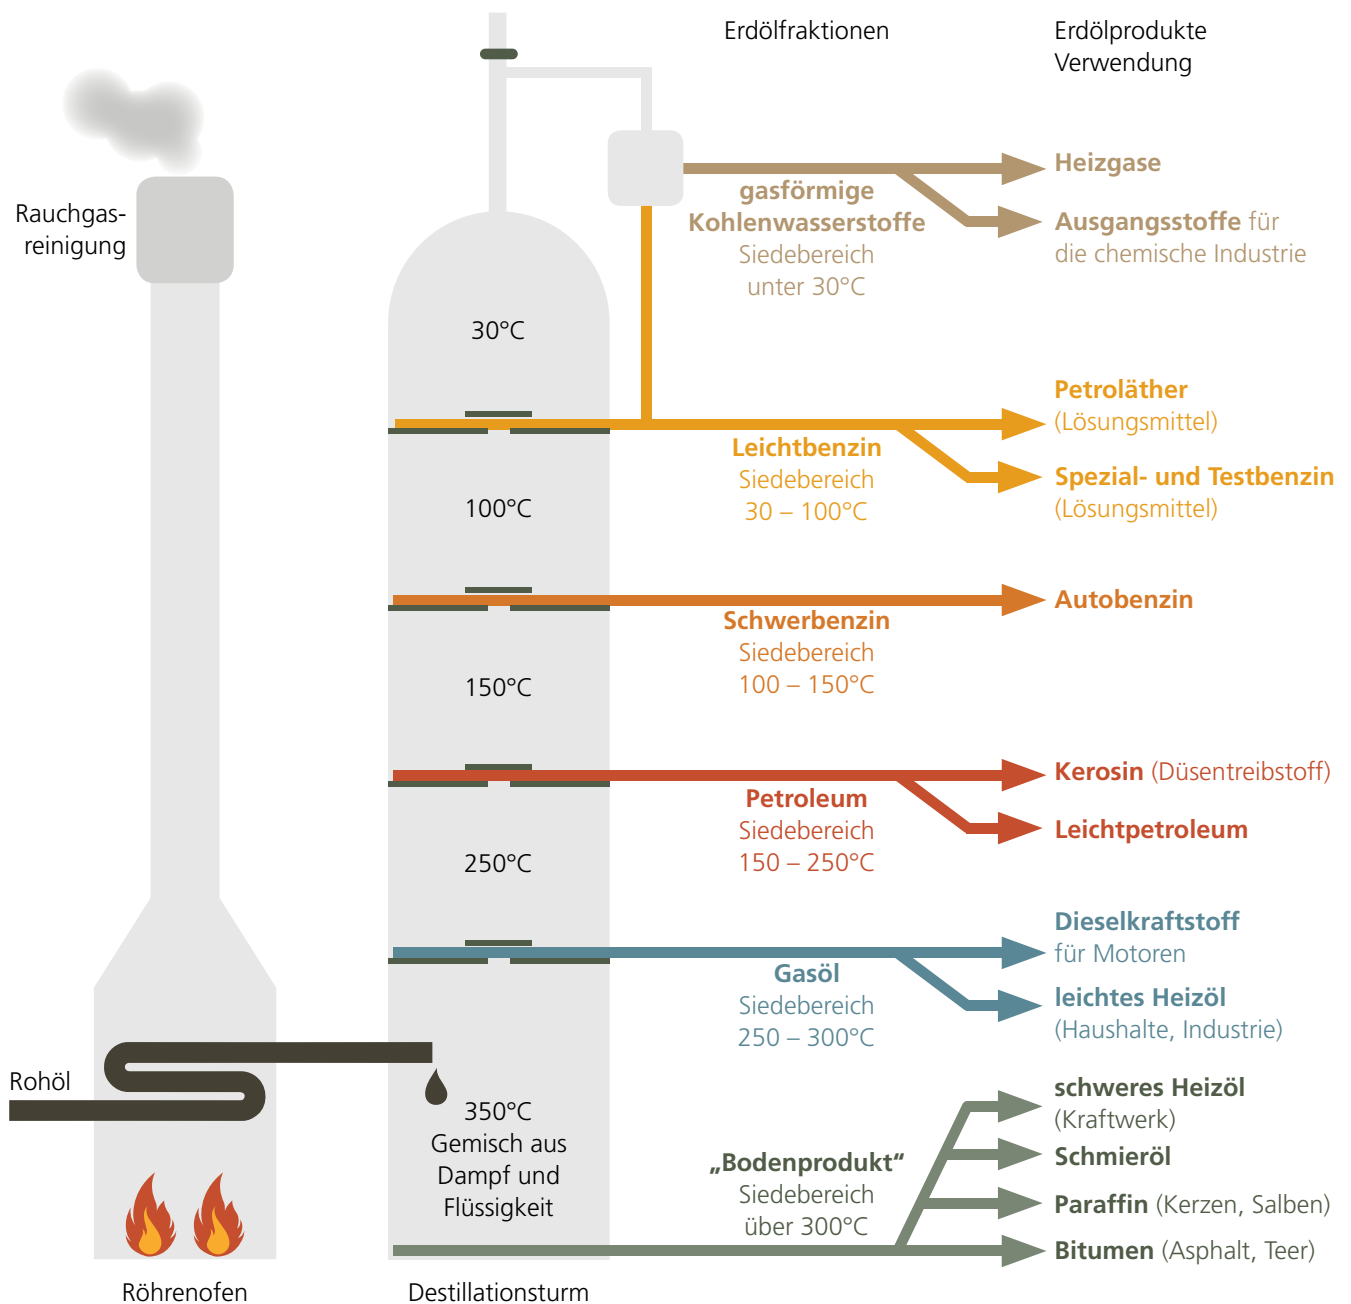 Erdölfraktionen
Erdölprodukte
Verwendung
Rauchgas-
reinigung
gasförmige
Kohlenwasserstoffe
Siedebereich
unter 30°C
Heizgase
Ausgangsstoffe für
die chemische Industrie
30°C
Leichtbenzin
Siedebereich
30 – 100°C
Petroläther
(Lösungsmittel)
Spezial- und Testbenzin
(Lösungsmittel)
100°C
Schwerbenzin
Siedebereich
100 – 150°C
Autobenzin
150°C
Petroleum
Siedebereich
150 – 250°C
Kerosin (Düsentreibstoff)
Leichtpetroleum
250°C
Gasöl
Siedebereich
250 – 300°C
Dieselkraftstoff
für Motoren
leichtes Heizöl
(Haushalte, Industrie)
Rohöl
350°C
Gemisch aus
Dampf und
Flüssigkeit
„Bodenprodukt“
Siedebereich
über 300°C
schweres Heizöl
(Kraftwerk)
Schmieröl
Paraffin (Kerzen, Salben)
Bitumen (Asphalt, Teer)
Röhrenofen
Destillationsturm